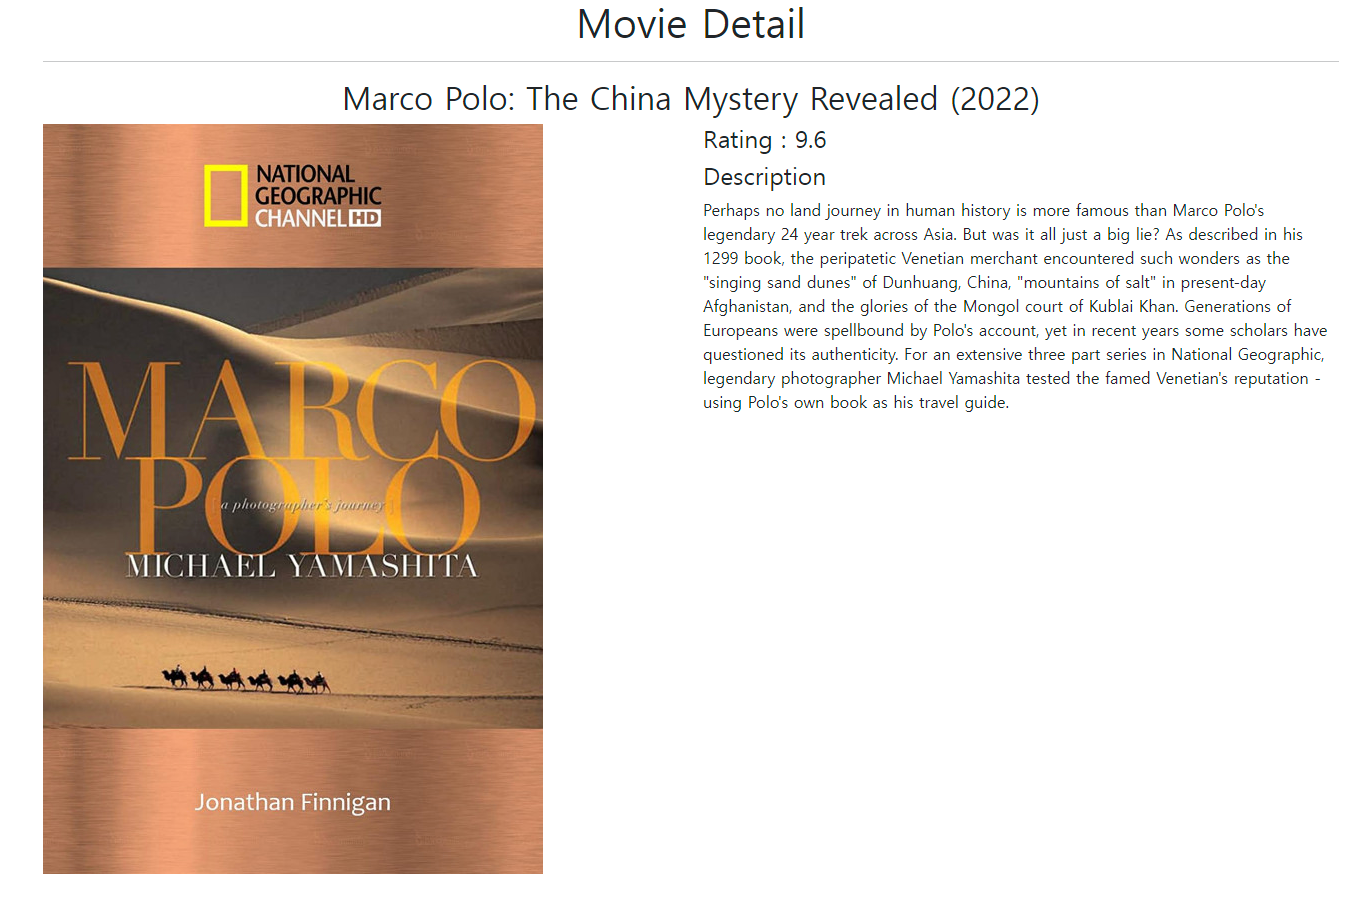 Movie Detail
Marco Polo: The China Mystery Revealed (2022)
NATIONAL
GEOGRAPHIC
CHANNEL HD
MARCO
POLO
[a photographer's journey]
MICHAEL YAMASHITA
Jonathan Finnigan
Rating : 9.6
Description
Perhaps no land journey in human history is more famous than Marco Polo's
legendary 24 year trek across Asia. But was it all just a big lie? As described in his
1299 book, the peripatetic Venetian merchant encountered such wonders as the
"singing sand dunes" of Dunhuang, China, "mountains of salt" in present-day
Afghanistan, and the glories of the Mongol court of Kublai Khan. Generations of
Europeans were spellbound by Polo's account, yet in recent years some scholars have
questioned its authenticity. For an extensive three part series in National Geographic,
legendary photographer Michael Yamashita tested the famed Venetian's reputation -
using Polo's own book as his travel guide.